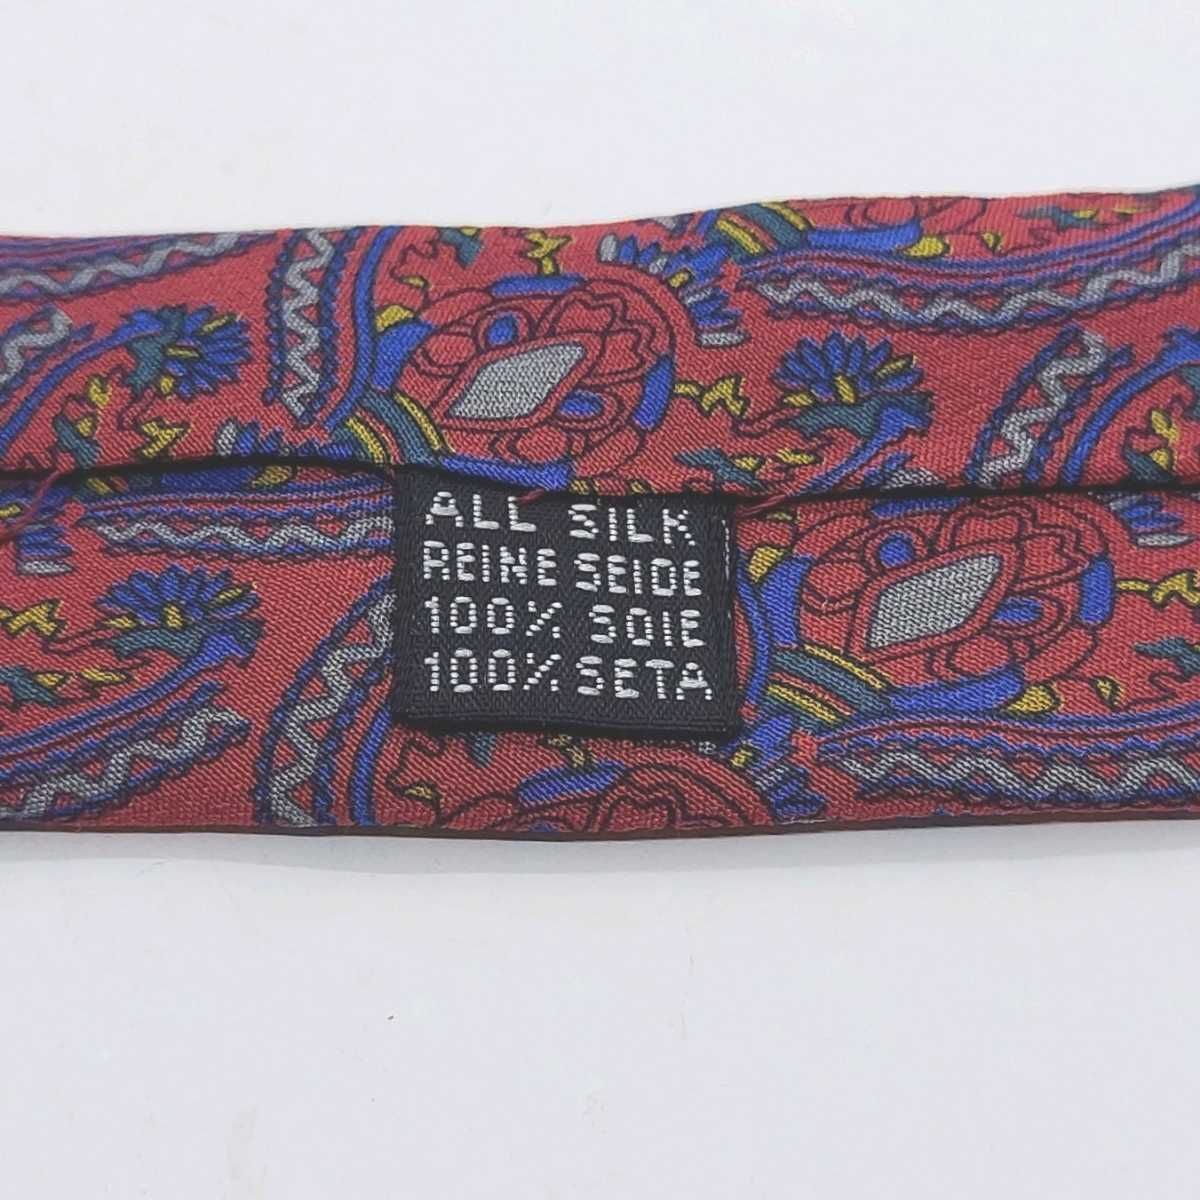 ALL SILK
REINE SEIDE
100% SOIE
100% SETA